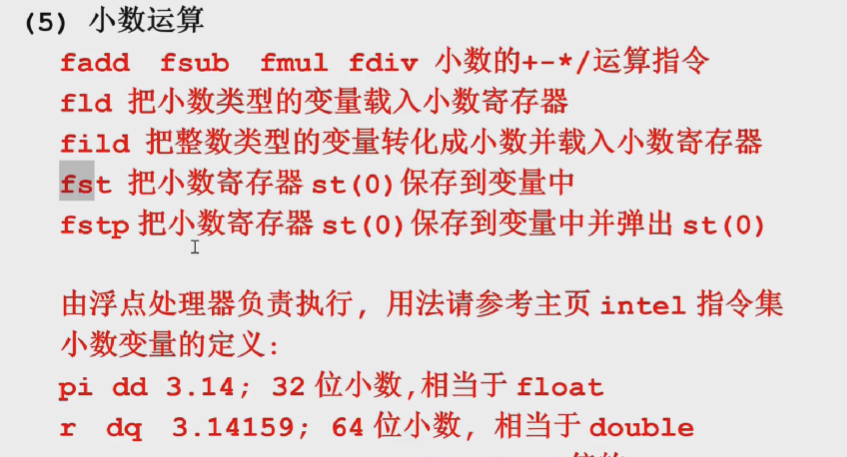 (5) 小数运算
fadd fsub fmul fdiv 小数的+-*/运算指令
fld 把小数类型的变量载入小数寄存器
fild 把整数类型的变量转化成小数并载入小数寄存器
fst 把小数寄存器 st(0)保存到变量中
fstp 把小数寄存器 st(0)保存到变量中并弹出 st(0)
由浮点处理器负责执行, 用法请参考主页 intel 指令集
小数变量的定义:
pi dd 3.14; 32 位小数,相当于 float
r dq 3.14159; 64 位小数, 相当于 double